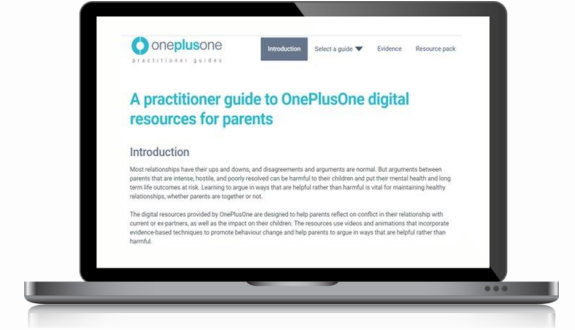 oneplusone
practitioner guides
Introduction
Select a guide
Evidence
Resource pack
A practitioner guide to OnePlusOne digital
resources for parents
Introduction
Most relationships have their ups and downs, and disagreements and arguments are normal. But arguments between
parents that are intense, hostile, and poorly resolved can be harmful to their children and put their mental health and long
term life outcomes at risk. Learning to argue in ways that are helpful rather than harmful is vital for maintaining healthy
relationships, whether parents are together or not.
The digital resources provided by OnePlusOne are designed to help parents reflect on conflict in their relationship with
current or ex-partners, as well as the impact on their children. The resources use videos and animations that incorporate
evidence-based techniques to promote behaviour change and help parents to argue in ways that are helpful rather than
harmful.